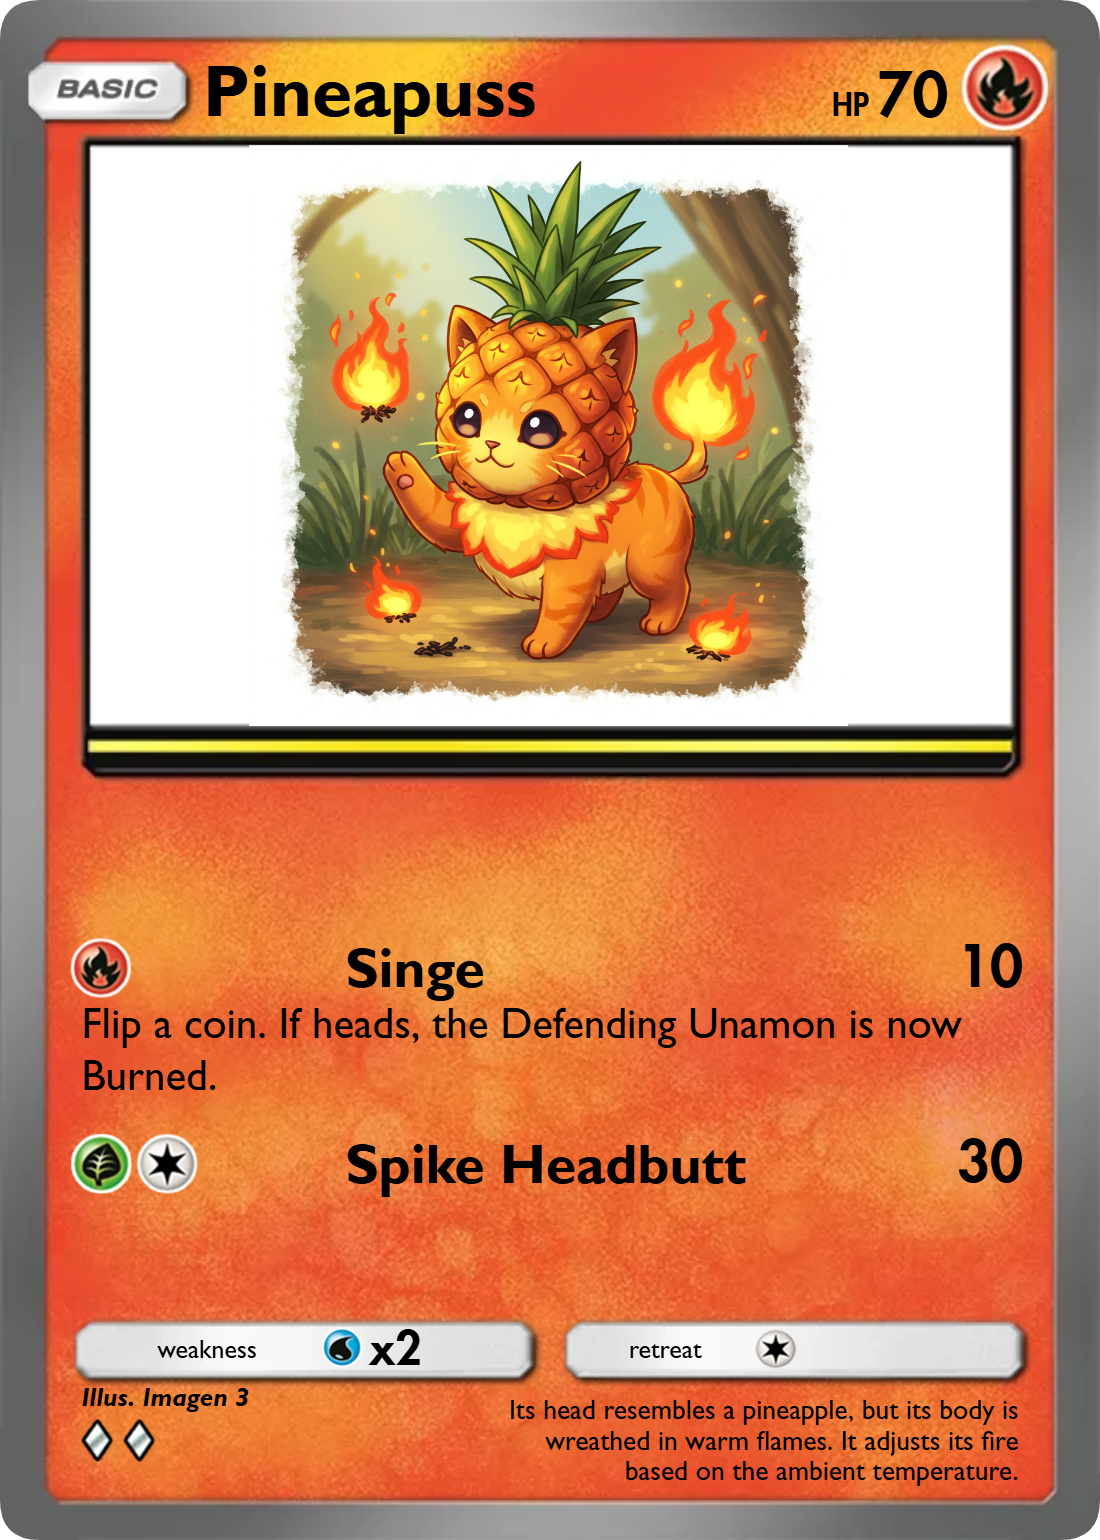 BASIC Pineapuss HP 70
Singe 10
Flip a coin. If heads, the Defending Unamon is now
Burned.
Spike Headbutt 30
weakness x2 retreat
Illus. Imagen 3
Its head resembles a pineapple, but its body is
wreathed in warm flames. It adjusts its fire
based on the ambient temperature.